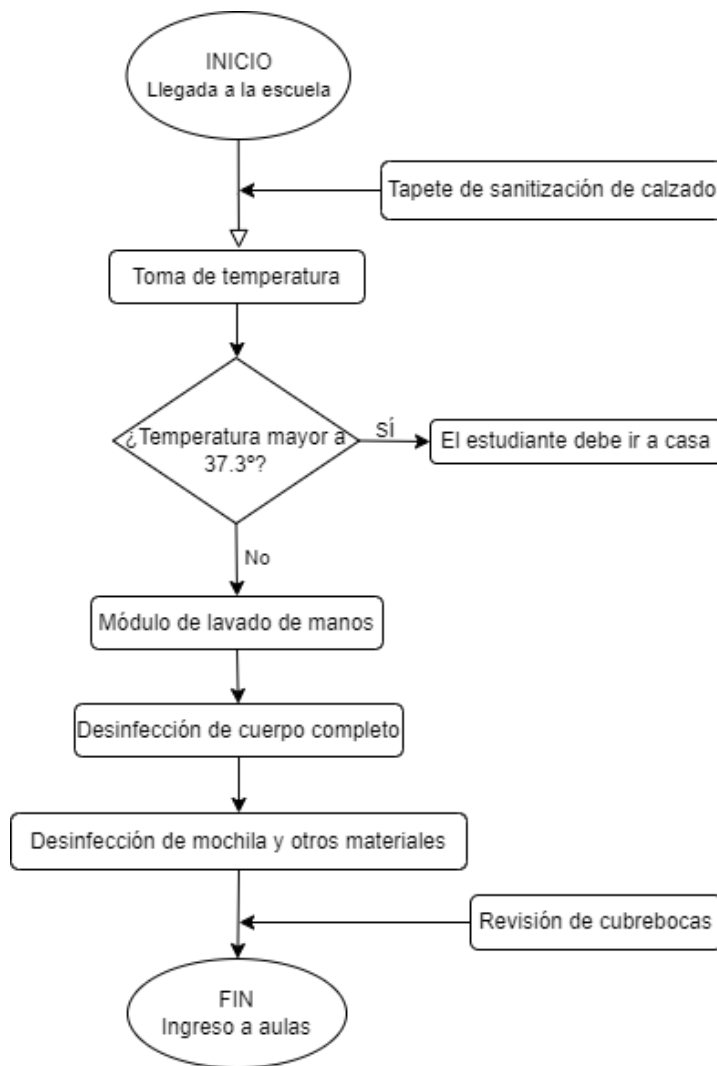 INICIO
Llegada a la escuela
Tapete de sanitización de calzado
Toma de temperatura
¿Temperatura mayor a
37.3º?
SÍ
El estudiante debe ir a casa
No
Módulo de lavado de manos
Desinfección de cuerpo completo
Desinfección de mochila y otros materiales
Revisión de cubrebocas
FIN
Ingreso a aulas